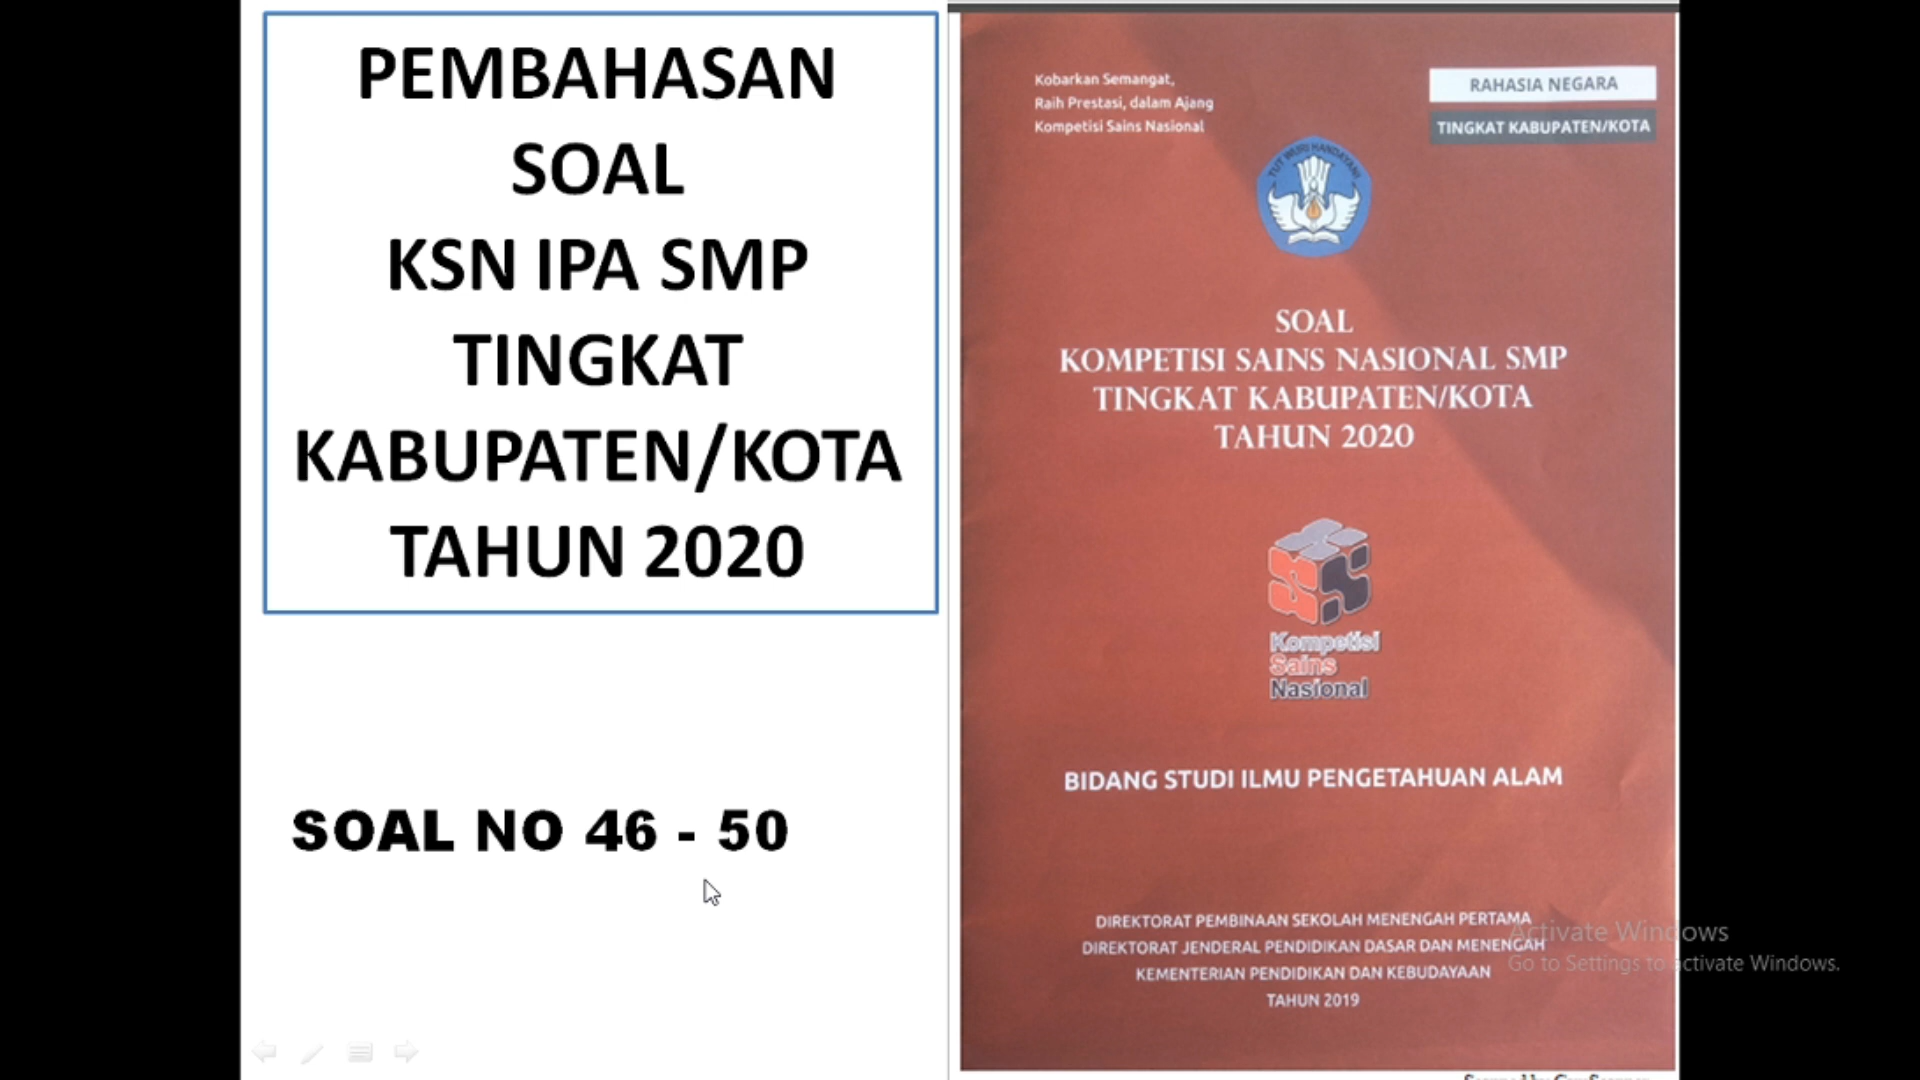 PEMBAHASAN
SOAL
KSN IPA SMP
TINGKAT
KABUPATEN/KOTA
TAHUN 2020
SOAL NO 46 - 50
Kobarkan Semangat,
Raih Prestasi, dalam Ajang
Kompetisi Sains Nasional
RAHASIA NEGARA
TINGKAT KABUPATEN/KOTA
TUT WURI HANDAYANI
SOAL
KOMPETISI SAINS NASIONAL SMP
TINGKAT KABUPATEN/KOTA
TAHUN 2020
Kompetisi
Sains
Nasional
BIDANG STUDI ILMU PENGETAHUAN ALAM
DIREKTORAT PEMBINAAN SEKOLAH MENENGAH PERTAMA
DIREKTORAT JENDERAL PENDIDIKAN DASAR DAN MENENGAH
KEMENTERIAN PENDIDIKAN DAN KEBUDAYAAN
TAHUN 2019
Activate Windows
Go to Settings to activate Windows.